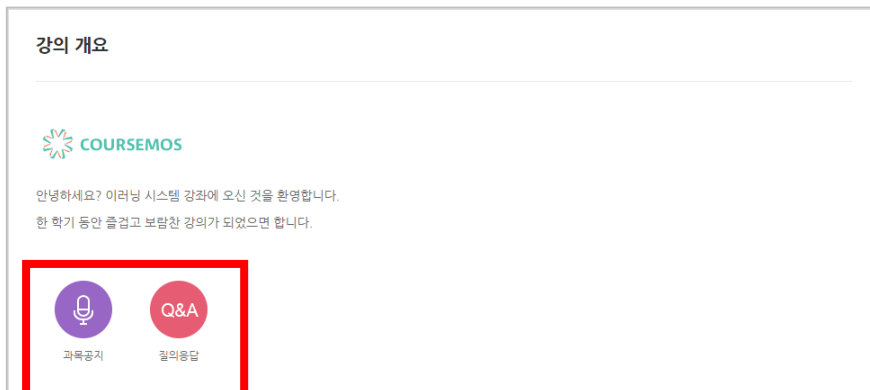 강의 개요
COURSEMOS
안녕하세요? 이러닝 시스템 강좌에 오신 것을 환영합니다.
한 학기 동안 즐겁고 보람찬 강의가 되었으면 합니다.
Q&A
과목공지 질의응답